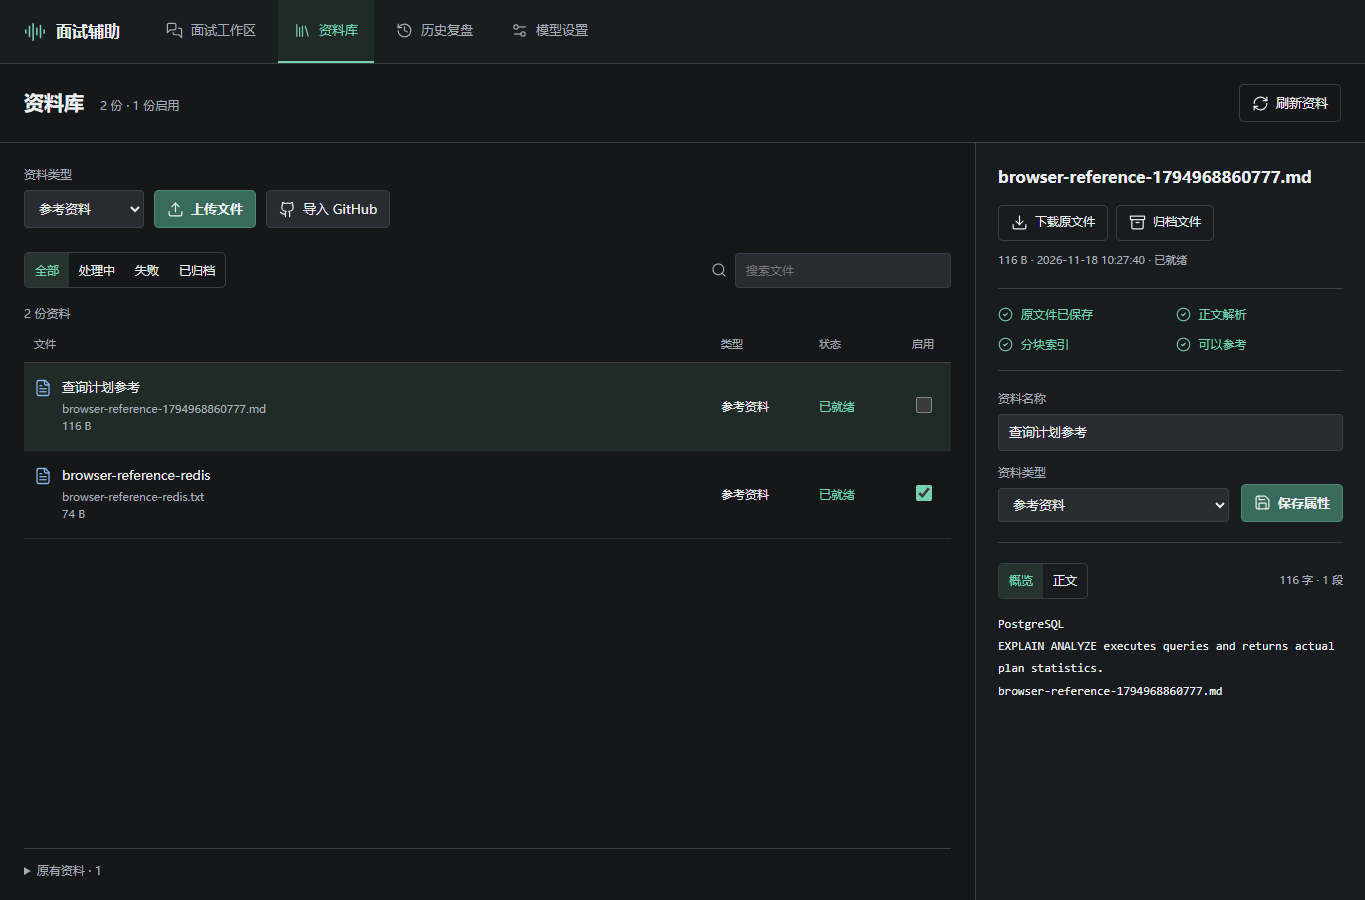 面试辅助
面试工作区
资料库
历史复盘
模型设置
资料库
2 份 · 1 份启用
刷新资料
资料类型
参考资料
上传文件
导入 GitHub
全部
处理中
失败
已归档
搜索文件
2 份资料
文件
类型
状态
启用
查询计划参考
browser-reference-1794968860777.md
116 B
参考资料
已就绪
browser-reference-redis
browser-reference-redis.txt
74 B
参考资料
已就绪
原有资料 · 1
browser-reference-1794968860777.md
下载原文件
归档文件
116 B · 2026-11-18 10:27:40 · 已就绪
原文件已保存
正文解析
分块索引
可以参考
资料名称
查询计划参考
资料类型
参考资料
保存属性
概览
正文
116 字 · 1 段
PostgreSQL
EXPLAIN ANALYZE executes queries and returns actual
plan statistics.
browser-reference-1794968860777.md